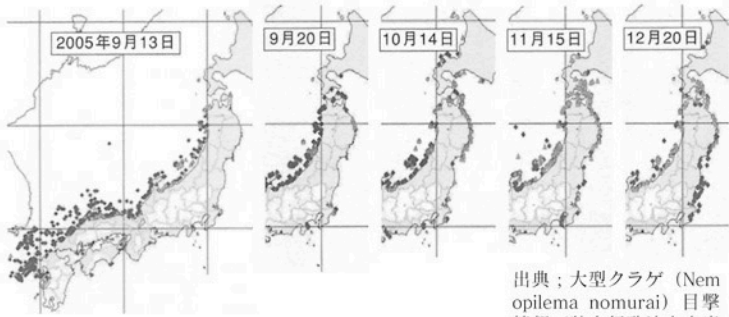 2005年9月13日
9月20日
10月14日
11月15日
12月20日
出典；大型クラゲ（Nem
opilema nomurai）目撃